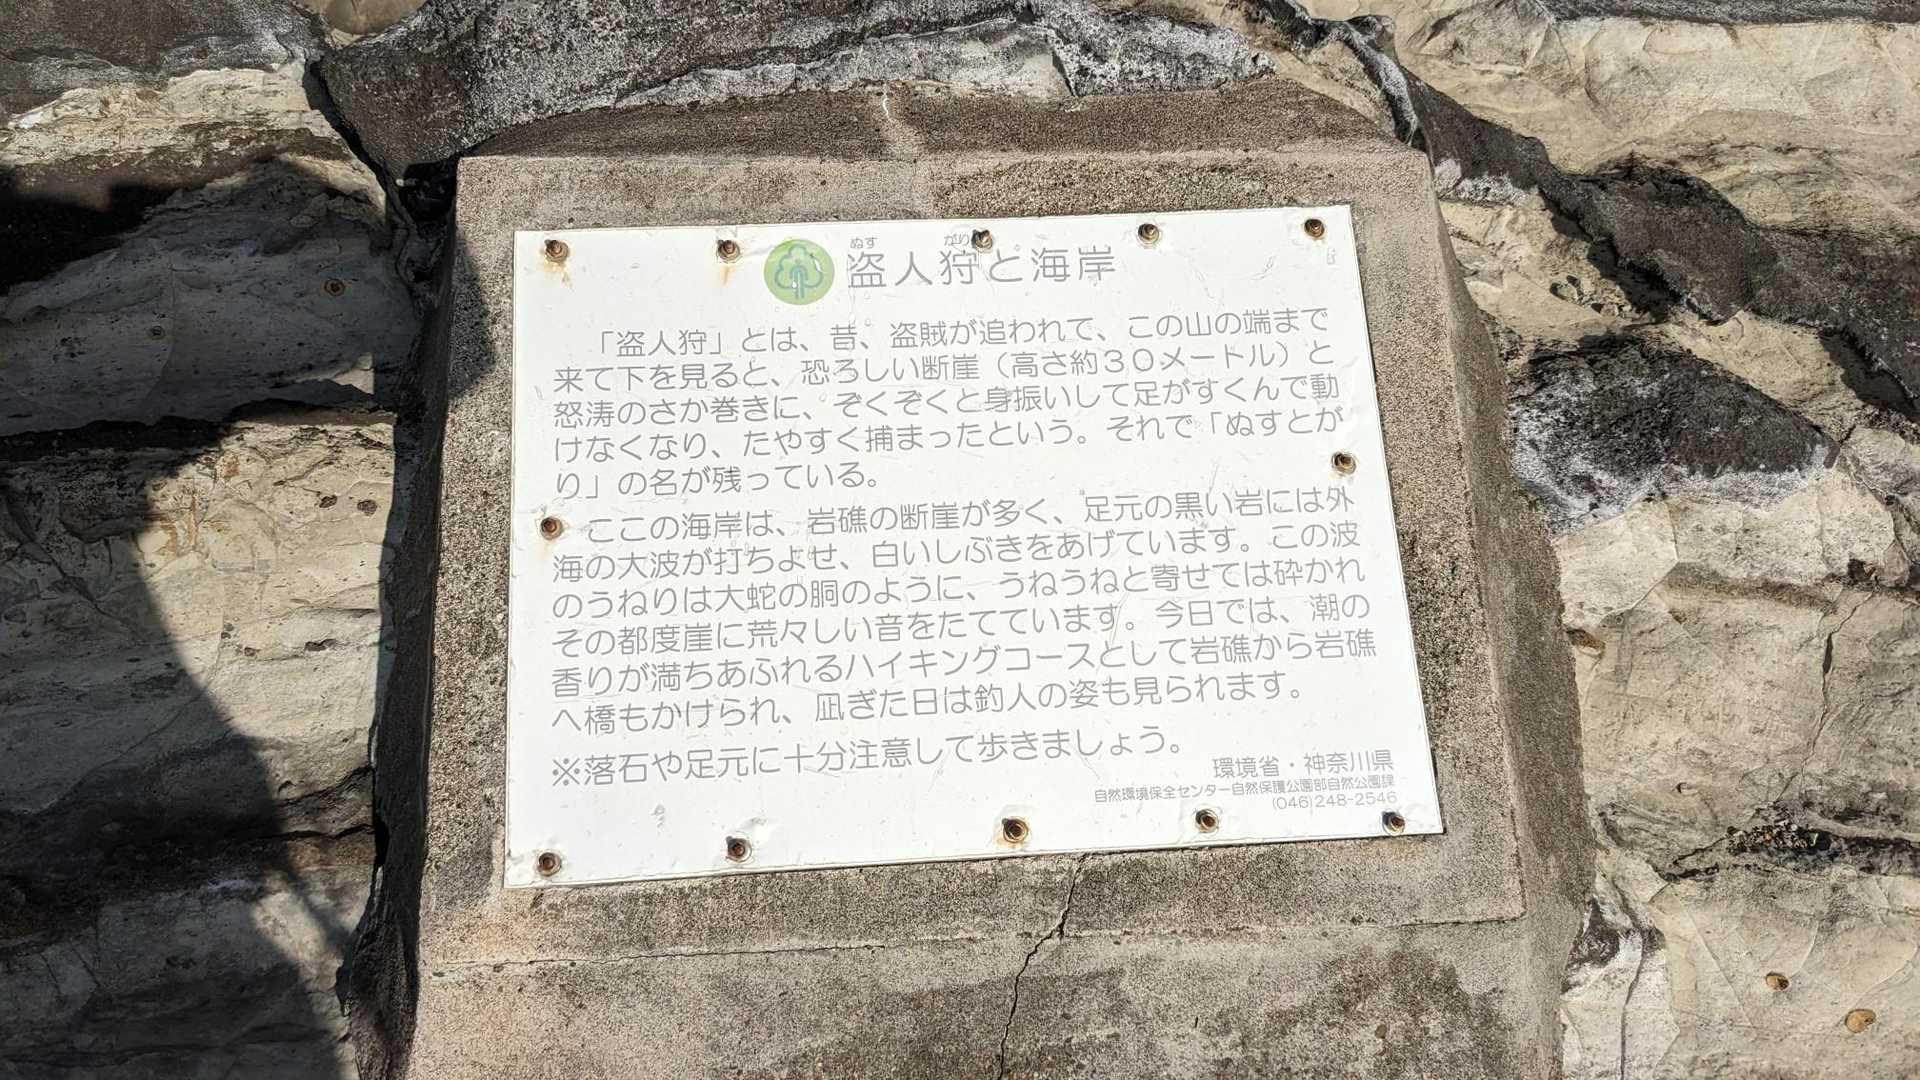 ぬす がり
盗人狩と海岸
「盗人狩」とは、昔、盗賊が追われて、この山の端まで
来て下を見ると、恐ろしい断崖（高さ約３０メートル）と
怒涛のさか巻きに、ぞくぞくと身振いして足がすくんで動
けなくなり、たやすく捕まったという。それで「ぬすとが
り」の名が残っている。
ここの海岸は、岩礁の断崖が多く、足元の黒い岩には外
海の大波が打ちよせ、白いしぶきをあげています。この波
のうねりは大蛇の胴のように、うねうねと寄せては砕かれ
その都度崖に荒々しい音をたてています。今日では、潮の
香りが満ちあふれるハイキングコースとして岩礁から岩礁
へ橋もかけられ、凪ぎた日は釣人の姿も見られます。
※落石や足元に十分注意して歩きましょう。
環境省・神奈川県
自然環境保全センター自然保護公園部自然公園課
(046)248-2546